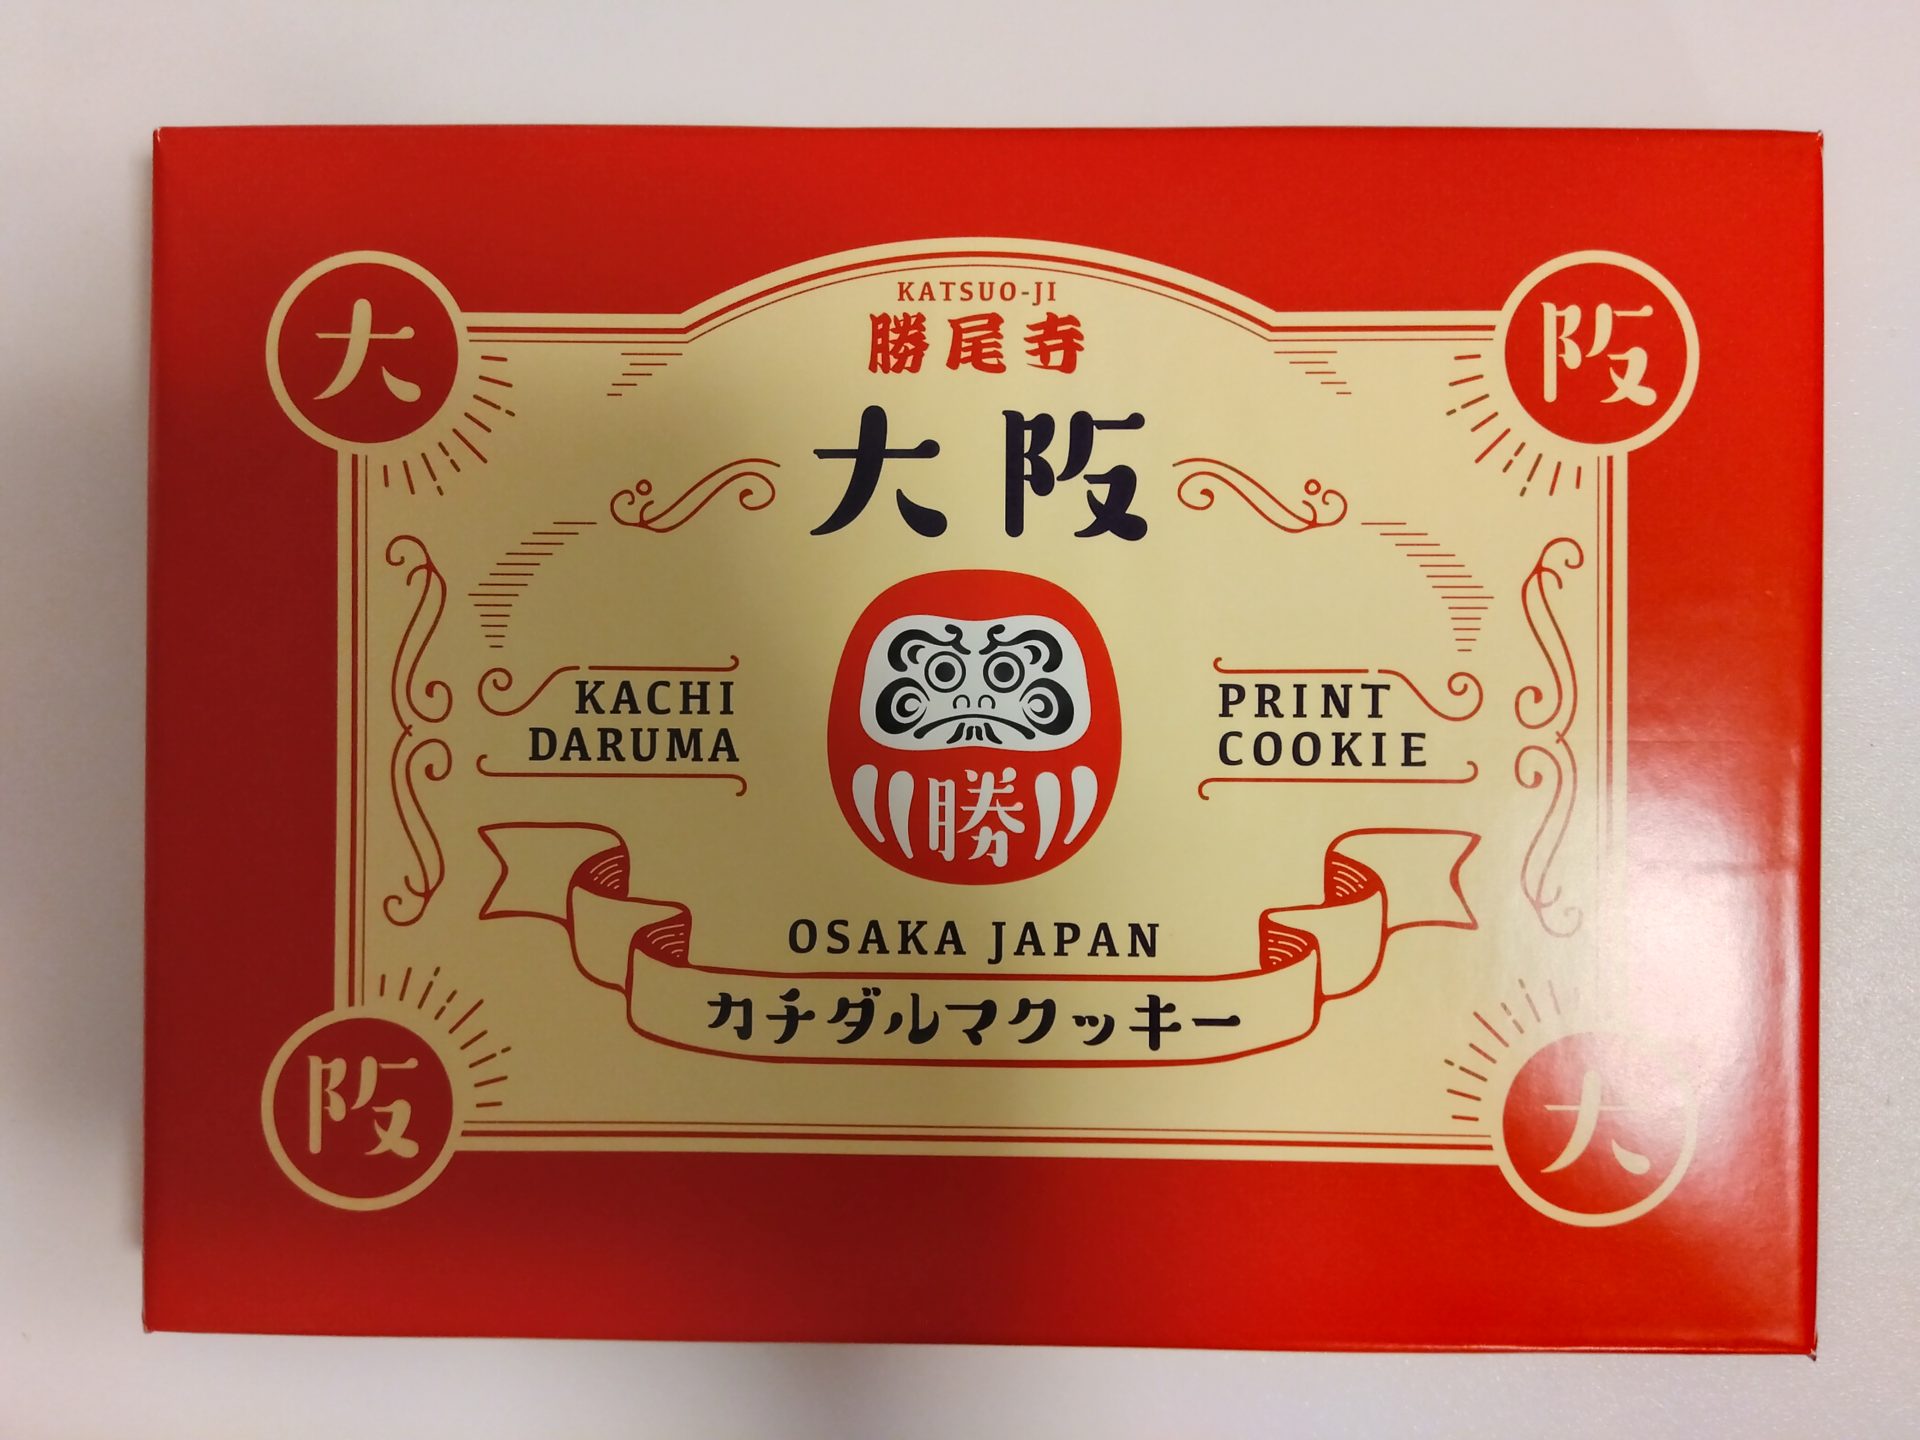 大
阪
KATSUO-JI
勝尾寺
大阪
KACHI
DARUMA
PRINT
COOKIE
勝
OSAKA JAPAN
カチダルマクッキー
阪
大